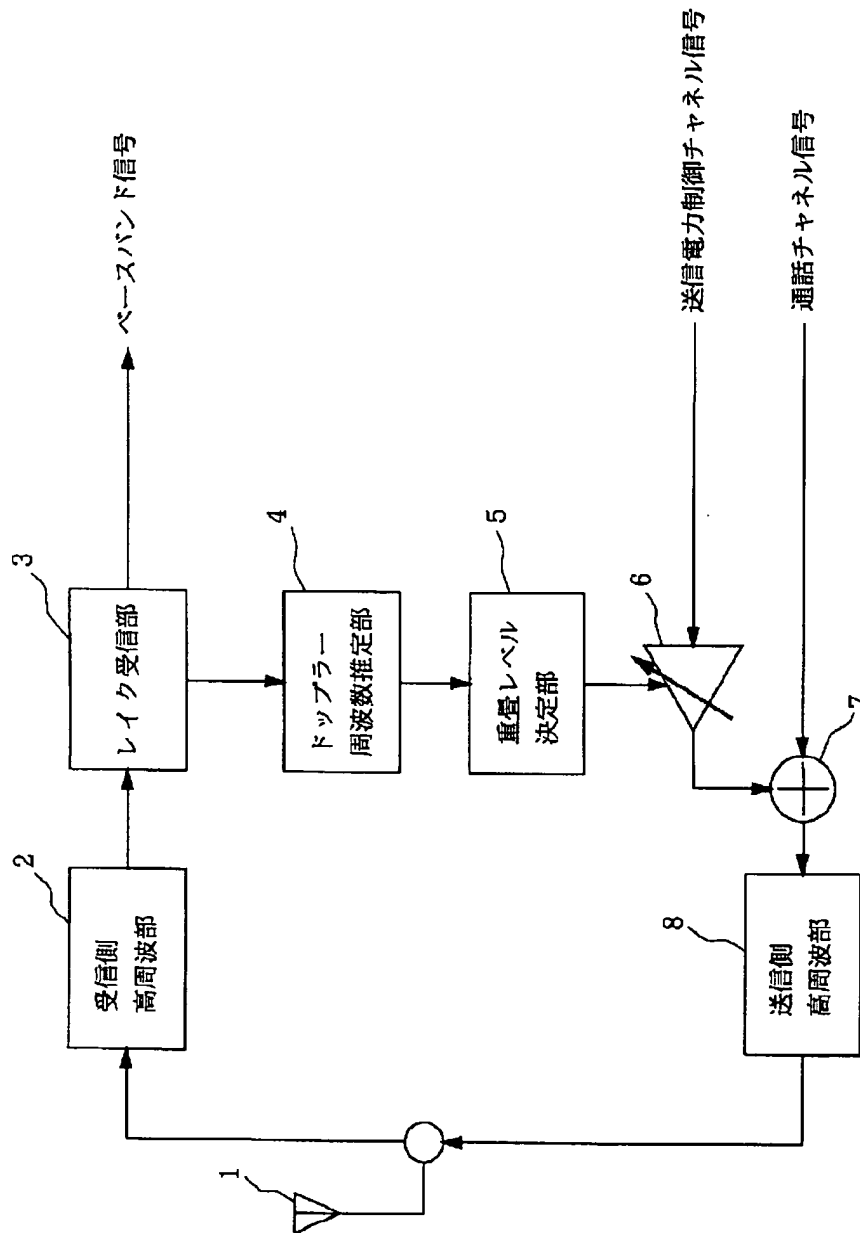 1
2
受信側
高周波部
3
レイク受信部
ベースバンド信号
4
ドップラー
周波数推定部
5
重畳レベル
決定部
6
送信電力制御チャネル信号
7
通話チャネル信号
8
送信側
高周波部